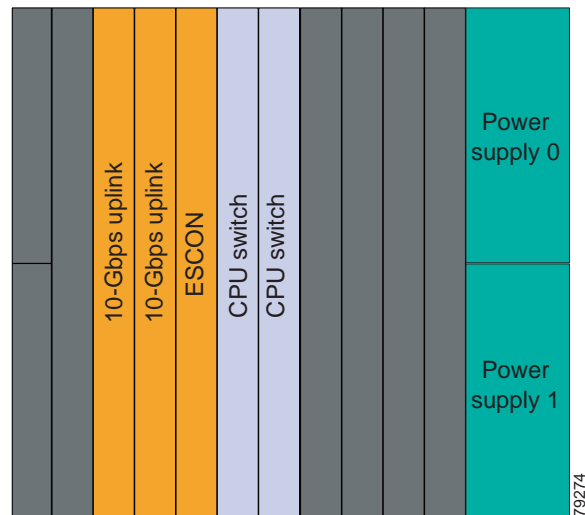 10-Gbps uplink
10-Gbps uplink
ESCON
CPU switch
CPU switch
Power
supply 0
Power
supply 1
79274